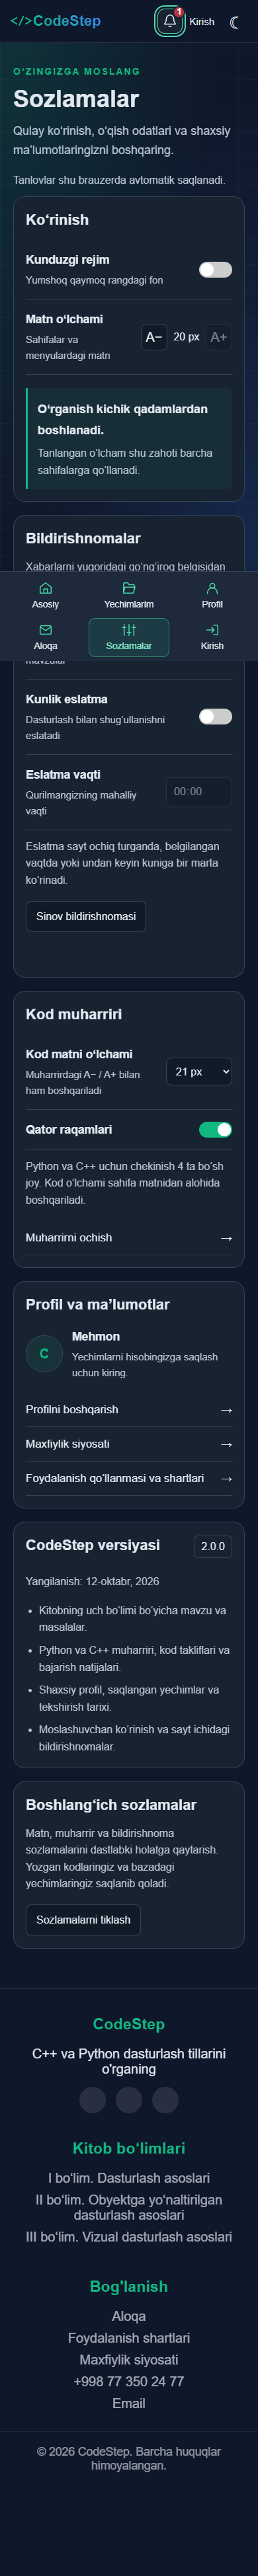 </>CodeStep
1
Kirish
O‘ZINGIZGA MOSLANG
Sozlamalar
Qulay ko‘rinish, o‘qish odatlari va shaxsiy
ma’lumotlaringizni boshqaring.
Tanlovlar shu brauzerda avtomatik saqlanadi.
Ko‘rinish
Kunduzgi rejim
Yumshoq qaymoq rangdagi fon
Matn o‘lchami
Sahifalar va
menyulardagi matn
A−
20 px
A+
O‘rganish kichik qadamlardan
boshlanadi.
Tanlangan o‘lcham shu zahoti barcha
sahifalarga qo‘llanadi.
Bildirishnomalar
Xabarlarni yuqoridagi qo‘ng‘iroq belgisidan
Asosiy
Yechimlarim
Profil
Aloqa
Sozlamalar
Kirish
mavzular
Kunlik eslatma
Dasturlash bilan shug‘ullanishni
eslatadi
Eslatma vaqti
Qurilmangizning mahalliy
vaqti
00:00
Eslatma sayt ochiq turganda, belgilangan
vaqtda yoki undan keyin kuniga bir marta
ko‘rinadi.
Sinov bildirishnomasi
Kod muharriri
Kod matni o‘lchami
Muharrirdagi A− / A+ bilan
ham boshqariladi
21 px
Qator raqamlari
Python va C++ uchun chekinish 4 ta bo‘sh
joy. Kod o‘lchami sahifa matnidan alohida
boshqariladi.
Muharrirni ochish →
Profil va ma’lumotlar
C
Mehmon
Yechimlarni hisobingizga saqlash
uchun kiring.
Profilni boshqarish →
Maxfiylik siyosati →
Foydalanish qo‘llanmasi va shartlari →
CodeStep versiyasi
2.0.0
Yangilanish: 12-oktabr, 2026
• Kitobning uch bo‘limi bo‘yicha mavzu va
masalalar.
• Python va C++ muharriri, kod takliflari va
bajarish natijalari.
• Shaxsiy profil, saqlangan yechimlar va
tekshirish tarixi.
• Moslashuvchan ko‘rinish va sayt ichidagi
bildirishnomalar.
Boshlang‘ich sozlamalar
Matn, muharrir va bildirishnoma
sozlamalarini dastlabki holatga qaytarish.
Yozgan kodlaringiz va bazadagi
yechimlaringiz saqlanib qoladi.
Sozlamalarni tiklash
CodeStep
C++ va Python dasturlash tillarini
o'rganing
Kitob bo‘limlari
I bo‘lim. Dasturlash asoslari
II bo‘lim. Obyektga yo‘naltirilgan
dasturlash asoslari
III bo‘lim. Vizual dasturlash asoslari
Bog'lanish
Aloqa
Foydalanish shartlari
Maxfiylik siyosati
+998 77 350 24 77
Email
© 2026 CodeStep. Barcha huquqlar
himoyalangan.